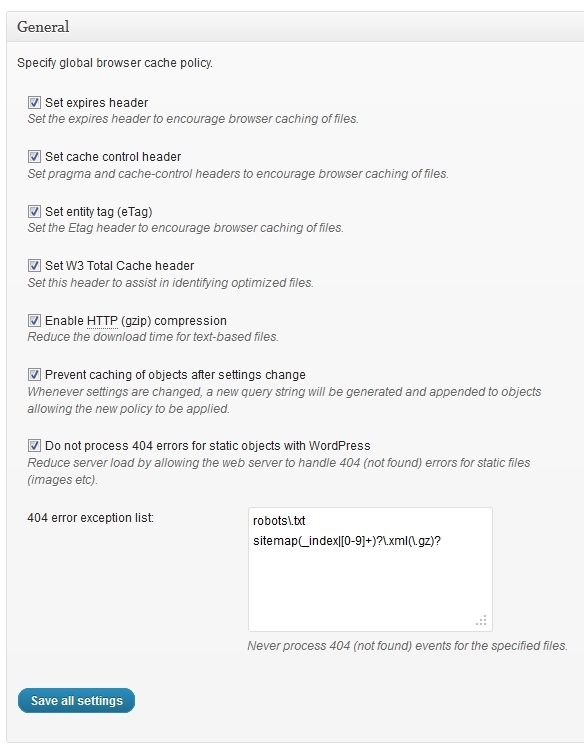 General
Specify global browser cache policy.
Set expires header
Set the expires header to encourage browser caching of files.
Set cache control header
Set pragma and cache-control headers to encourage browser caching of files.
Set entity tag (eTag)
Set the Etag header to encourage browser caching of files.
Set W3 Total Cache header
Set this header to assist in identifying optimized files.
Enable HTTP (gzip) compression
Reduce the download time for text-based files.
Prevent caching of objects after settings change
Whenever settings are changed, a new query string will be generated and appended to objects
allowing the new policy to be applied.
Do not process 404 errors for static objects with WordPress
Reduce server load by allowing the web server to handle 404 (not found) errors for static files
(images etc).
404 error exception list:
robots\.txt
sitemap(_index|[0-9]+)?\.xml(\.gz)?
Never process 404 (not found) events for the specified files.
Save all settings